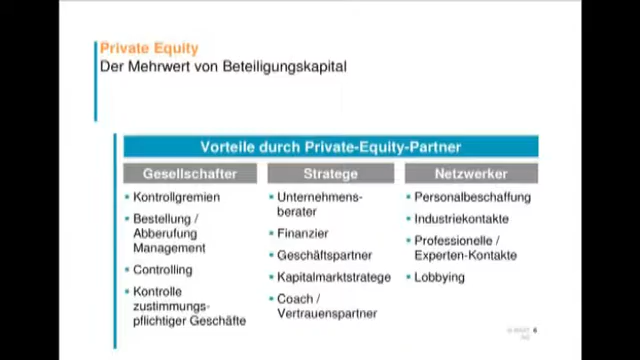 Private Equity
Der Mehrwert von Beteiligungskapital
Vorteile durch Private-Equity-Partner
Gesellschafter
Kontrollgremien
Bestellung /
Abberufung
Management
Controlling
Kontrolle
zustimmungs-
pflichtiger Geschäfte
Stratege
Unternehmens-
berater
Finanzier
Geschäftspartner
Kapitalmarktstratege
Coach /
Vertrauenspartner
Netzwerker
Personalbeschaffung
Industriekontakte
Professionelle /
Experten-Kontakte
Lobbying
6